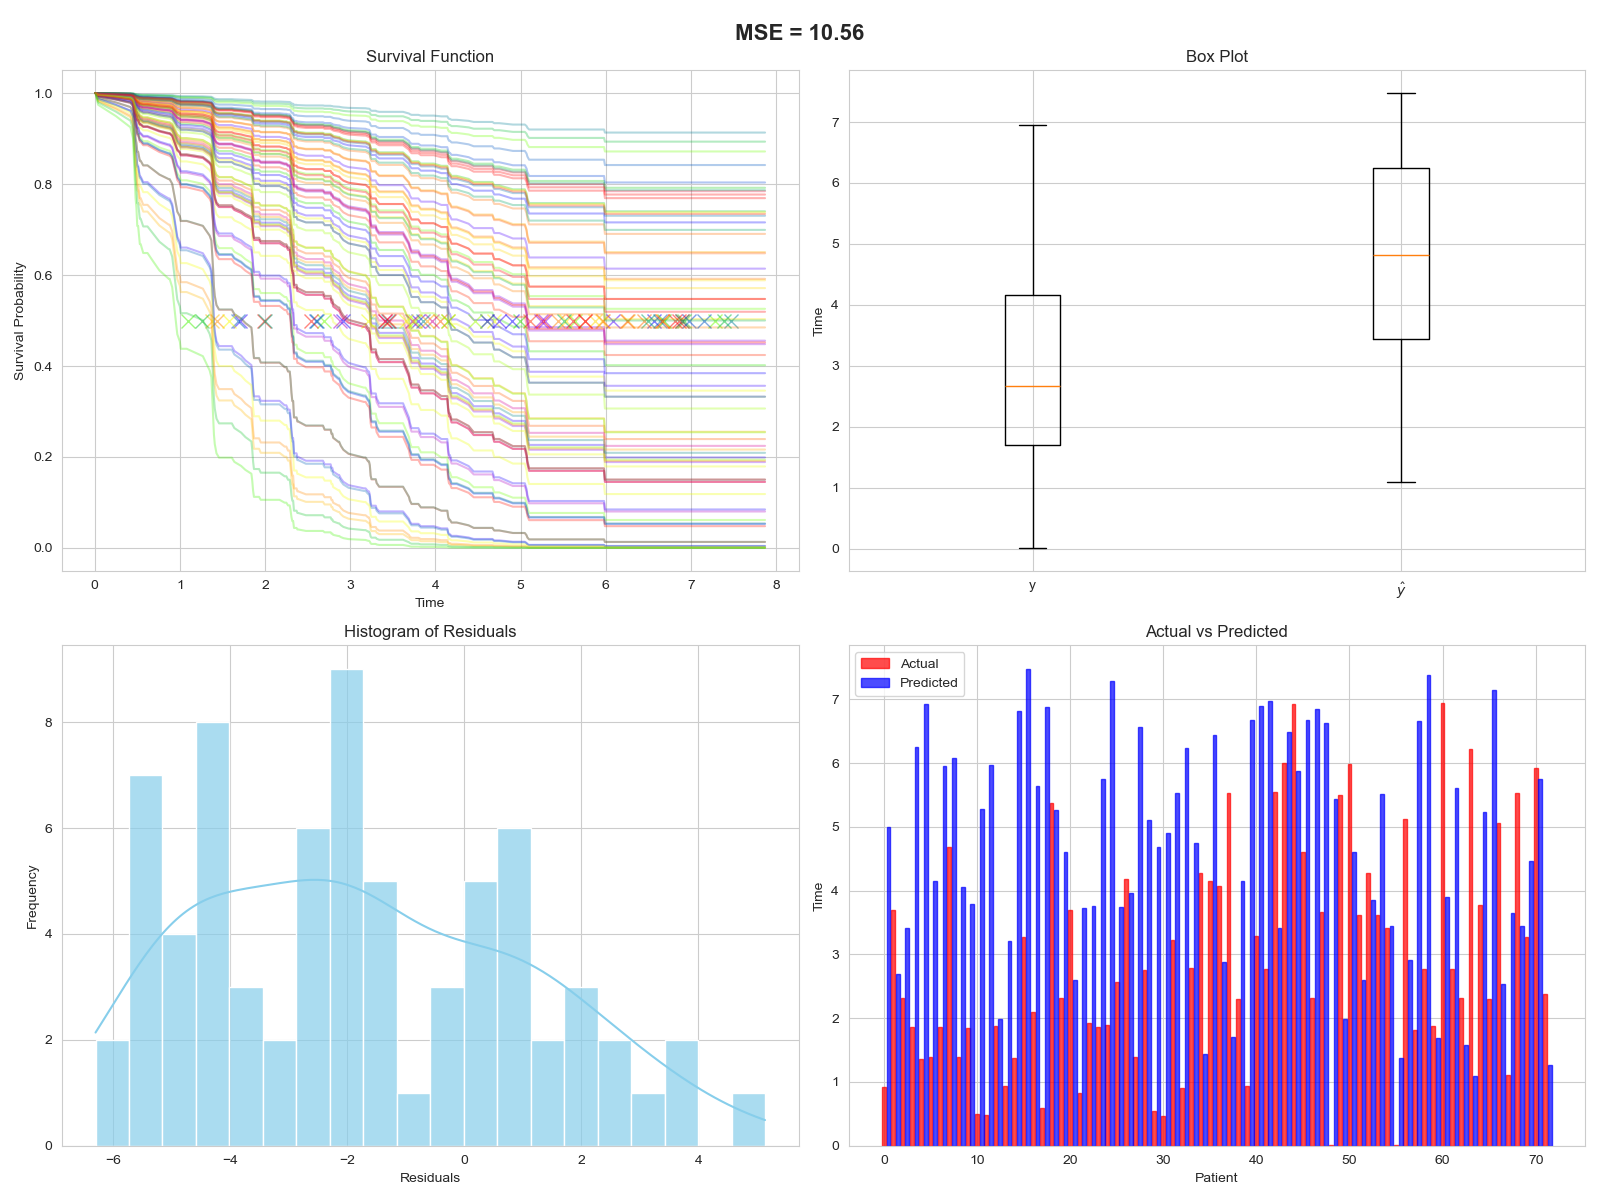 MSE = 10.56
Survival Function
Survival Probability
1.0
0.8
0.6
0.4
0.2
0.0
0 1 2 3 4 5 6 7 8
Time
Box Plot
Time
7
6
5
4
3
2
1
0
y ŷ
Histogram of Residuals
Frequency
8
6
4
2
0
−6 −4 −2 0 2 4
Residuals
Actual vs Predicted
Actual
Predicted
Time
7
6
5
4
3
2
1
0
0 10 20 30 40 50 60 70
Patient